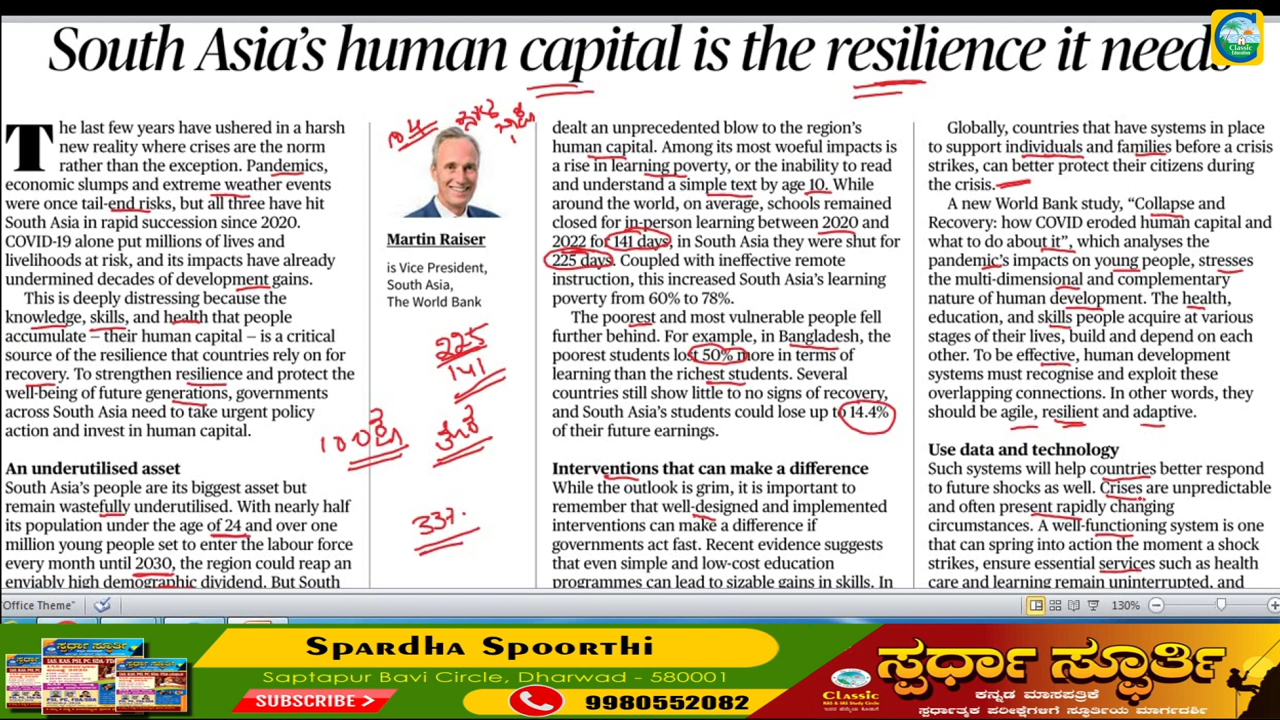 South Asia's human capital is the resilience it needs
Classic
Education
The last few years have ushered in a harsh
new reality where crises are the norm
rather than the exception. Pandemics,
economic slumps and extreme weather events
were once tail-end risks, but all three have hit
South Asia in rapid succession since 2020.
COVID-19 alone put millions of lives and
livelihoods at risk, and its impacts have already
undermined decades of development gains.
This is deeply distressing because the
knowledge, skills, and health that people
accumulate – their human capital – is a critical
source of the resilience that countries rely on for
recovery. To strengthen resilience and protect the
well-being of future generations, governments
across South Asia need to take urgent policy
action and invest in human capital.
An underutilised asset
South Asia's people are its biggest asset but
remain wastefully underutilised. With nearly half
its population under the age of 24 and over one
million young people set to enter the labour force
every month until 2030, the region could reap an
enviably high demographic dividend. But South
Martin Raiser
is Vice President,
South Asia,
The World Bank
225
141
dealt an unprecedented blow to the region's
human capital. Among its most woeful impacts is
a rise in learning poverty, or the inability to read
and understand a simple text by age 10. While
around the world, on average, schools remained
closed for in-person learning between 2020 and
2022 for 141 days, in South Asia they were shut for
225 days. Coupled with ineffective remote
instruction, this increased South Asia's learning
poverty from 60% to 78%.
The poorest and most vulnerable people fell
further behind. For example, in Bangladesh, the
poorest students lost 50% more in terms of
learning than the richest students. Several
countries still show little to no signs of recovery,
and South Asia's students could lose up to 14.4%
of their future earnings.
Interventions that can make a difference
While the outlook is grim, it is important to
remember that well-designed and implemented
interventions can make a difference if
governments act fast. Recent evidence suggests
that even simple and low-cost education
programmes can lead to sizable gains in skills. In
Globally, countries that have systems in place
to support individuals and families before a crisis
strikes, can better protect their citizens during
the crisis.
A new World Bank study, "Collapse and
Recovery: how COVID eroded human capital and
what to do about it", which analyses the
pandemic's impacts on young people, stresses
the multi-dimensional and complementary
nature of human development. The health,
education, and skills people acquire at various
stages of their lives, build and depend on each
other. To be effective, human development
systems must recognise and exploit these
overlapping connections. In other words, they
should be agile, resilient and adaptive.
Use data and technology
Such systems will help countries better respond
to future shocks as well. Crises are unpredictable
and often present rapidly changing
circumstances. A well-functioning system is one
that can spring into action the moment a shock
strikes, ensure essential services such as health
care and learning remain uninterrupted, and
Office Theme"
130%
Spardha Spoorthi
Saptapur Bavi Circle, Dharwad - 580001
SUBSCRIBE
9980552082
Classic
ಸ್ಪರ್ಧಾ ಸ್ಫೂರ್ತಿ
ಕನ್ನಡ ಮಾಸಪತ್ರಿಕೆ
ಸ್ಪರ್ಧಾತ್ಮಕ ಪರೀಕ್ಷೆಗಳಿಗೆ ಸ್ಫೂರ್ತಿಯ ಮಾರ್ಗದರ್ಶಿ